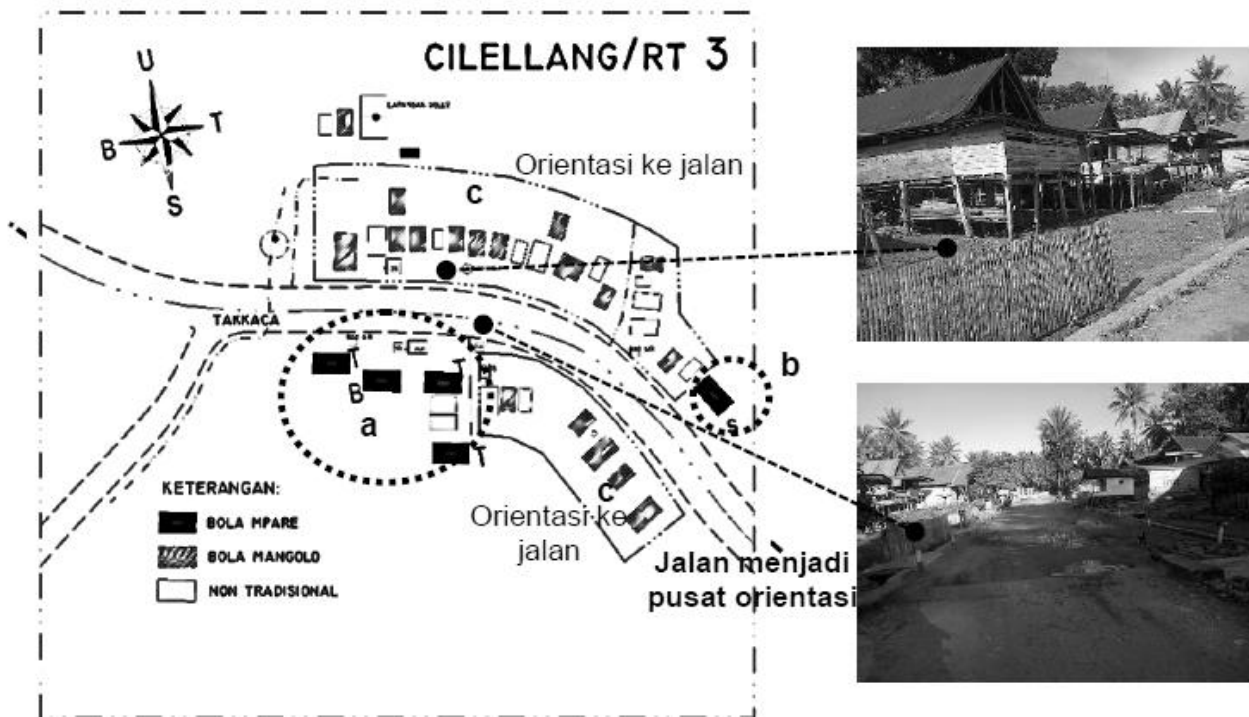 CILELLANG/RT 3
U
B
T
S
Orientasi ke jalan
c
TAKKACA
T
B
T
a
T
b
S
c
Orientasi ke
jalan
KETERANGAN:
BOLA MPARE
BOLA MANGOLO
NON TRADISIONAL
Jalan menjadi
pusat orientasi